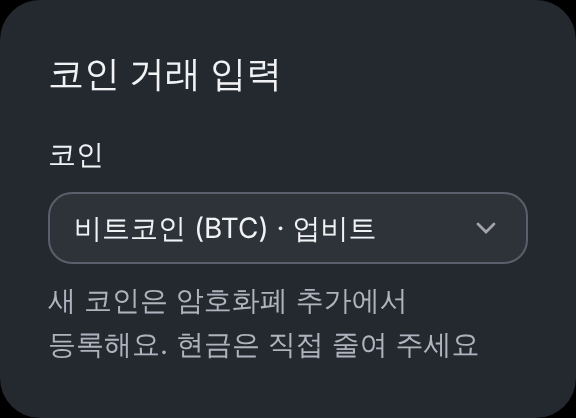 코인 거래 입력
코인
비트코인 (BTC) · 업비트
새 코인은 암호화폐 추가에서
등록해요. 현금은 직접 줄여 주세요